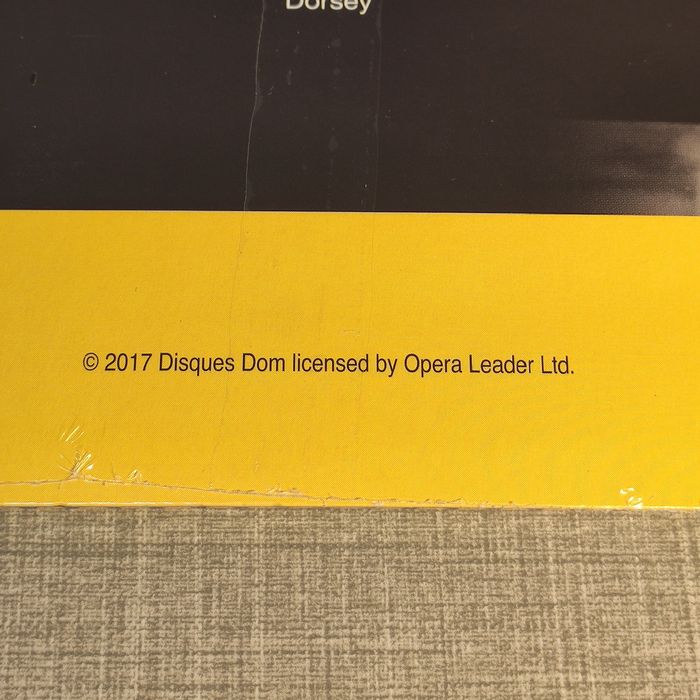 Dorsey
© 2017 Disques Dom licensed by Opera Leader Ltd.